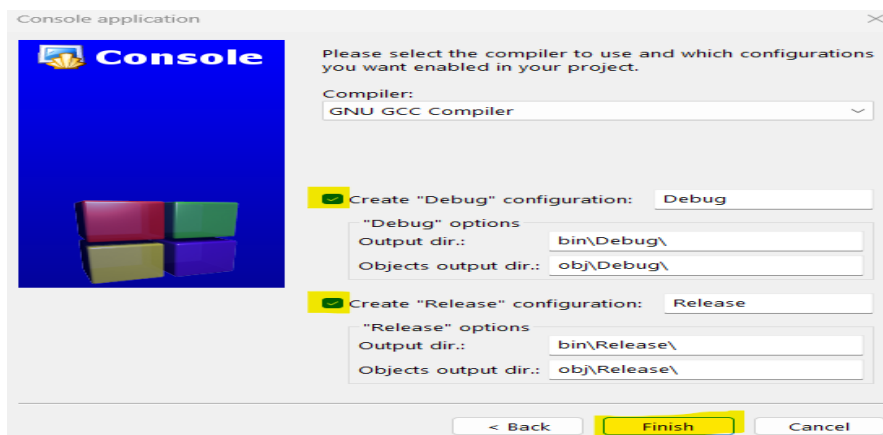 Console application
Console
Please select the compiler to use and which configurations
you want enabled in your project.
Compiler:
GNU GCC Compiler
Create "Debug" configuration: Debug
"Debug" options
Output dir.: bin\Debug\
Objects output dir.: obj\Debug\
Create "Release" configuration: Release
"Release" options
Output dir.: bin\Release\
Objects output dir.: obj\Release\
< Back Finish Cancel